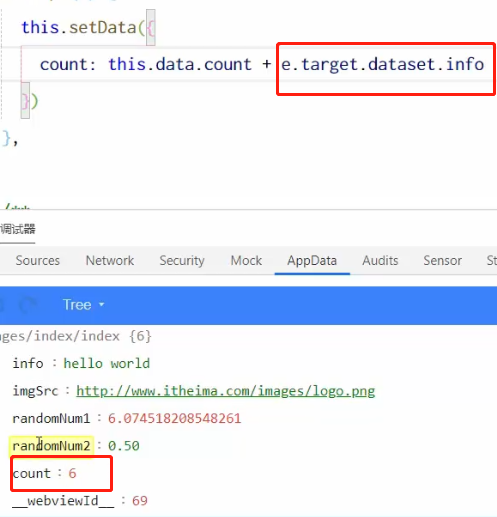 this.setData({
count: this.data.count + e.target.dataset.info
})
},
/**
调试器
Sources Network Security Mock AppData Audits Sensor St
Tree
ages/index/index {6}
info : hello world
imgSrc : http://www.itheima.com/images/logo.png
randomNum1 : 6.074518208548261
randomNum2 : 0.50
count : 6
__webviewId__ : 69